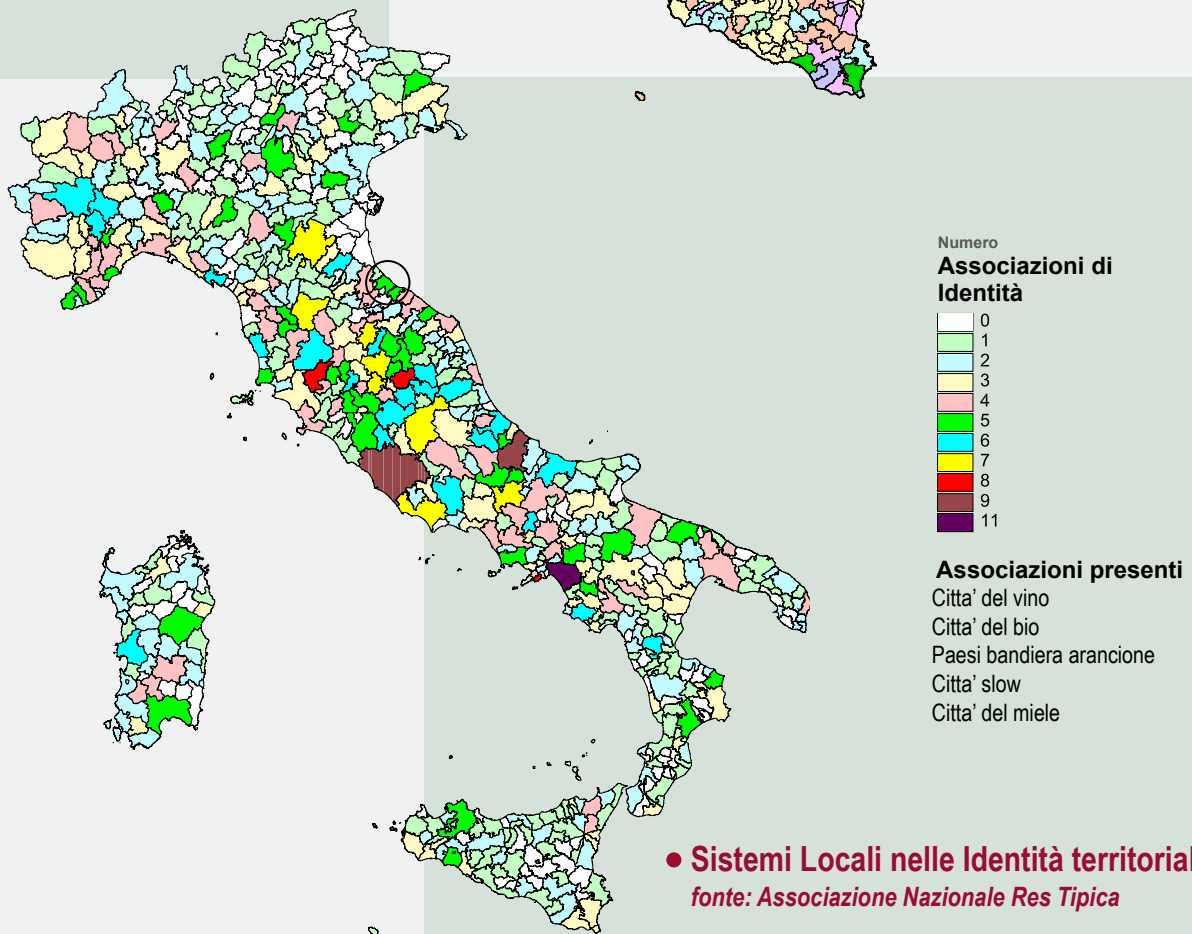 Numero
Associazioni di
Identità
0
1
2
3
4
5
6
7
8
9
11
Associazioni presenti
Citta' del vino
Citta' del bio
Paesi bandiera arancione
Citta' slow
Citta' del miele
• Sistemi Locali nelle Identità territorial
fonte: Associazione Nazionale Res Tipica